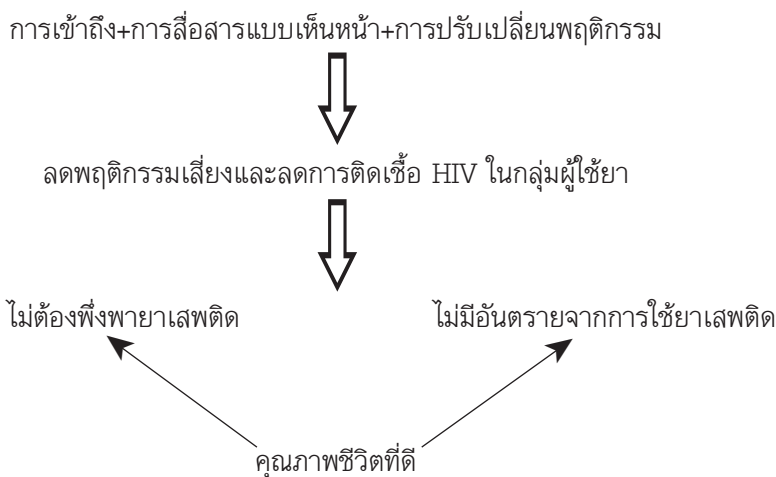 การเข้าถึง+การสื่อสารแบบเห็นหน้า+การปรับเปลี่ยนพฤติกรรม
ลดพฤติกรรมเสี่ยงและลดการติดเชื้อ HIV ในกลุ่มผู้ใช้ยา
ไม่ต้องพึ่งพายาเสพติด
ไม่มีอันตรายจากการใช้ยาเสพติด
คุณภาพชีวิตที่ดี